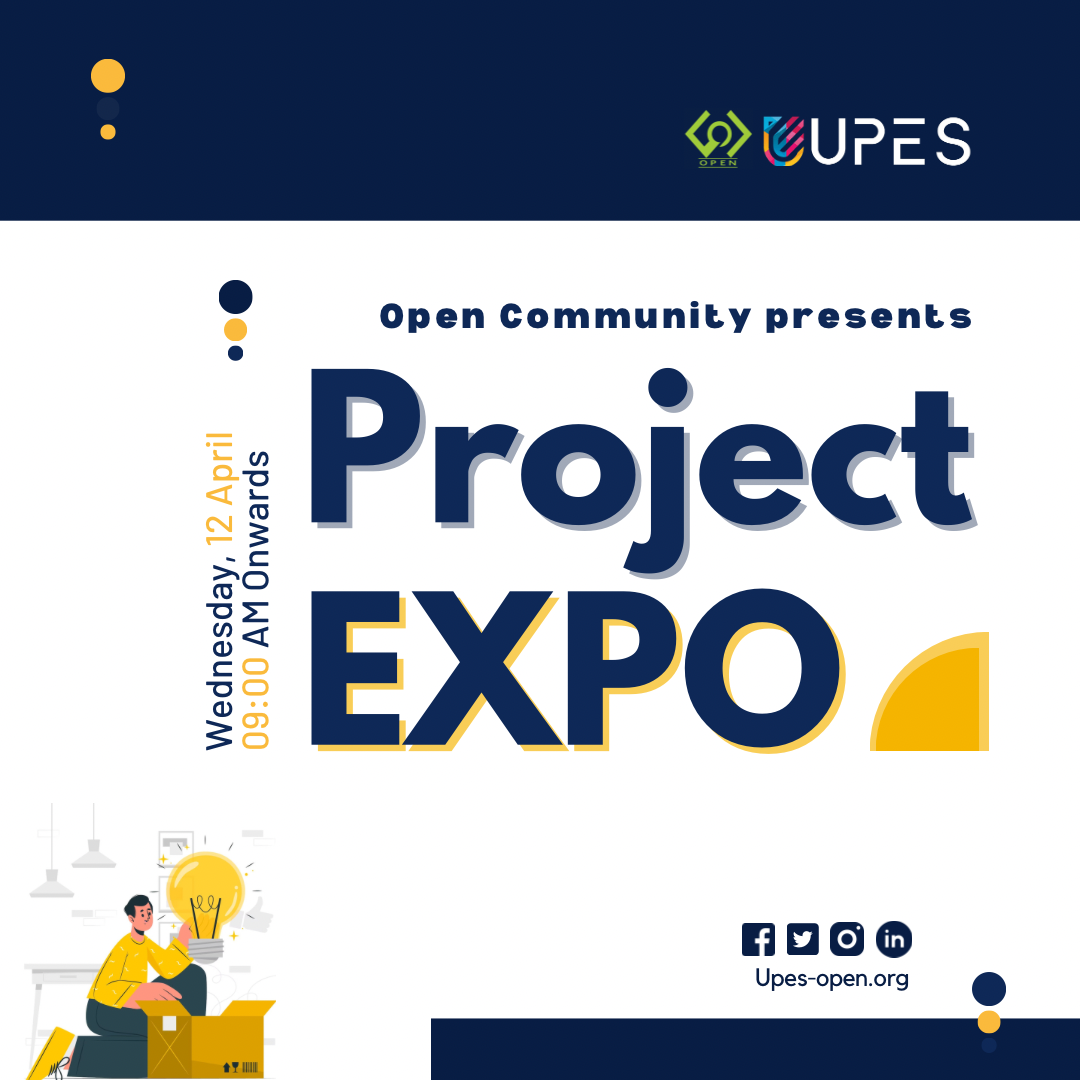 OPEN
UPES
Open Community presents
Project
EXPO
Wednesday, 12 April
09:00 AM Onwards
Upes-open.org